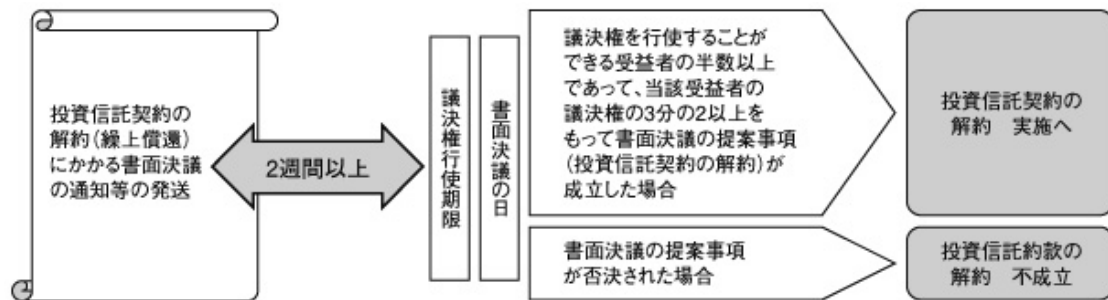 投資信託契約の
解約(繰上償還)
にかかる書面決議
の通知等の発送
2週間以上
議決権行使期限
書面決議の日
議決権を行使することが
できる受益者の半数以上
であって、当該受益者の
議決権の3分の2以上を
もって書面決議の提案事項
(投資信託契約の解約)が
成立した場合
投資信託契約の
解約　実施へ
書面決議の提案事項
が否決された場合
投資信託約款の
解約　不成立